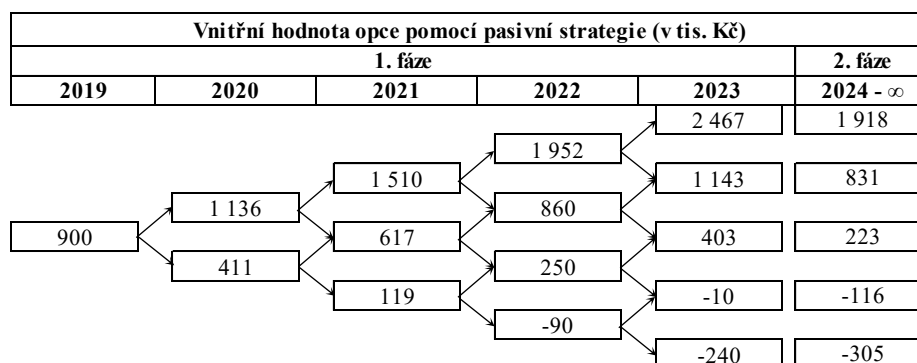 Vnitřní hodnota opce pomocí pasivní strategie (v tis. Kč)
1. fáze 2. fáze
2019 2020 2021 2022 2023 2024 - ∞
2 467 1 918
1 952
1 510 1 143 831
1 136 860
900 617 403 223
411 250
119 -10 -116
-90
-240 -305